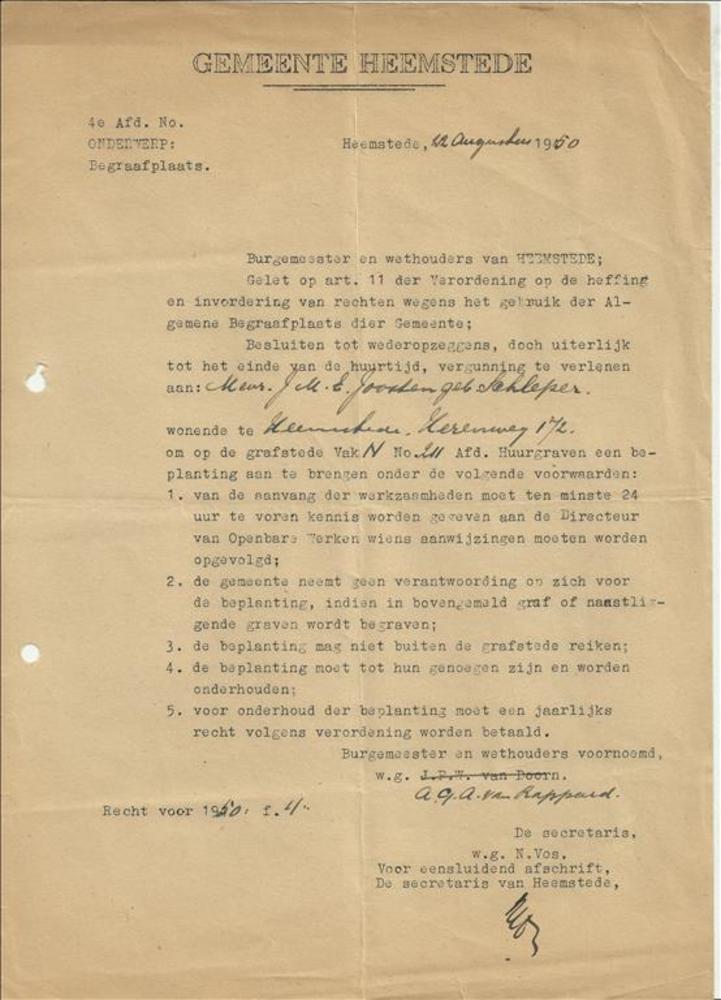 GEMEENTE HEEMSTEDE
4e Afd. No.
ONDERWERP:
Begraafplaats.
Heemstede, 22 Augustus 1950
Burgemeester en wethouders van HEEMSTEDE;
Gelet op art. 11 der Verordening op de heffing
en invordering van rechten wegens het gebruik der Al-
gemene Begraafplaats dier Gemeente;
Besluiten tot wederopzeggens, doch uiterlijk
tot het einde van de huurtijd, vergunning te verlenen
aan: Mevr. J. M. E. Joosten geb. Schleper.
wonende te Heemstede, Herenweg 172.
om op de grafstede Vak N No. Afd. Huurgraven een be-
planting aan te brengen onder de volgende voorwaarden:
1. van de aanvang der werkzaamheden moet ten minste 24
uur te voren kennis worden gegeven aan de Directeur
van Openbare Werken wiens aanwijzingen moeten worden
opgevolgd;
2. de gemeente neemt geen verantwoording op zich voor
de beplanting, indien in bovengemeld graf of naastlig-
gende graven wordt begraven;
3. de beplanting mag niet buiten de grafstede reiken;
4. de beplanting moet tot hun genoegen zijn en worden
onderhouden;
5. voor onderhoud der beplanting moet een jaarlijks
recht volgens verordening worden betaald.
Burgemeester en wethouders voornoemd,
w.g. J.P.W. van Doorn.
A.G.A. van Rappard.
Recht voor 1950: f. 4.-
De secretaris,
w.g. N.Vos.
Voor eensluidend afschrift,
De secretaris van Heemstede,